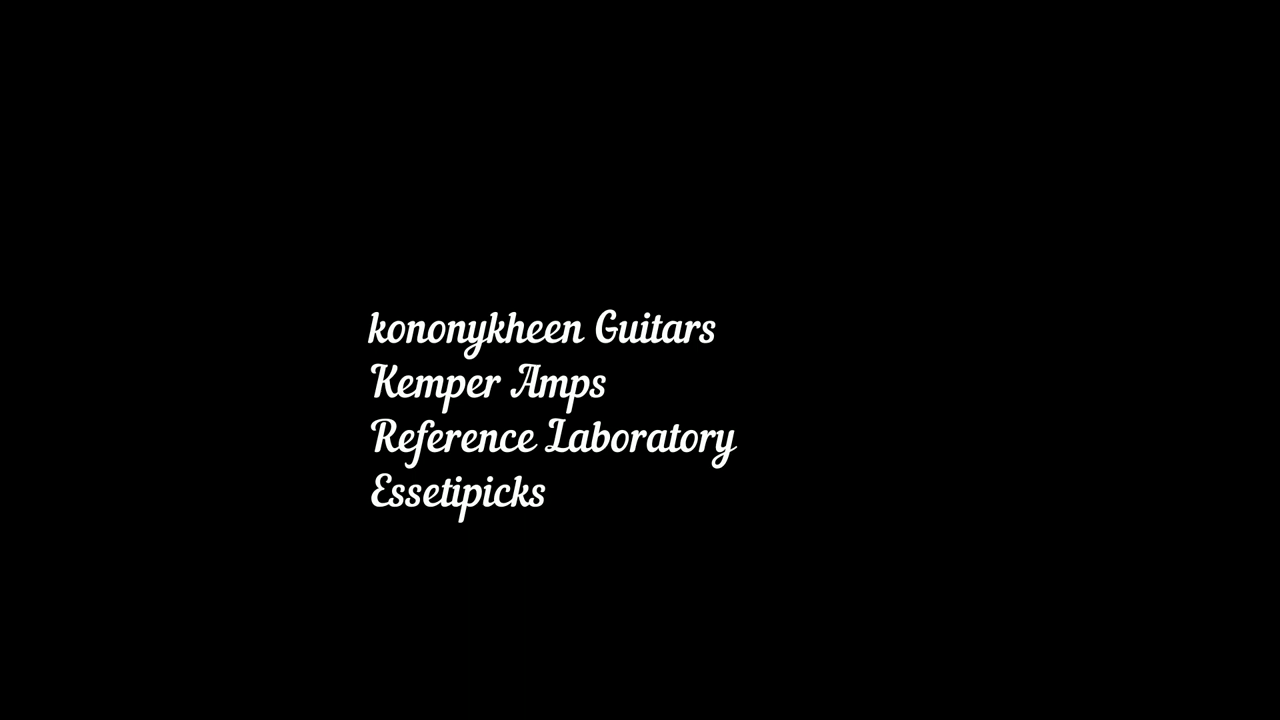 kononykheen Guitars
Kemper Amps
Reference Laboratory
Essetipicks